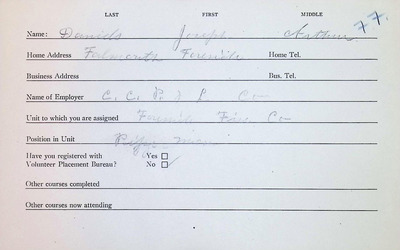 LAST FIRST MIDDLE
Name: Daniels Joseph Arthur 77.
Home Address Falmouth Foreside Home Tel.
Business Address Bus. Tel.
Name of Employer C. C. P. & L Co
Unit to which you are assigned Foreside Fire Co
Position in Unit man
Have you registered with Yes ☐
Volunteer Placement Bureau? No ☐ ✓
Other courses completed
Other courses now attending